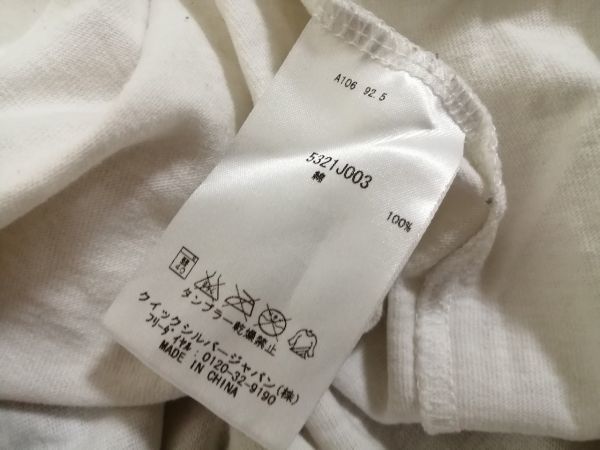 A106 92.5
5321J003
綿 100%
弱
40
タンブラー乾燥禁止
クイックシルバージャパン(株)
フリーダイヤル:0120-32-9190
MADE IN CHINA